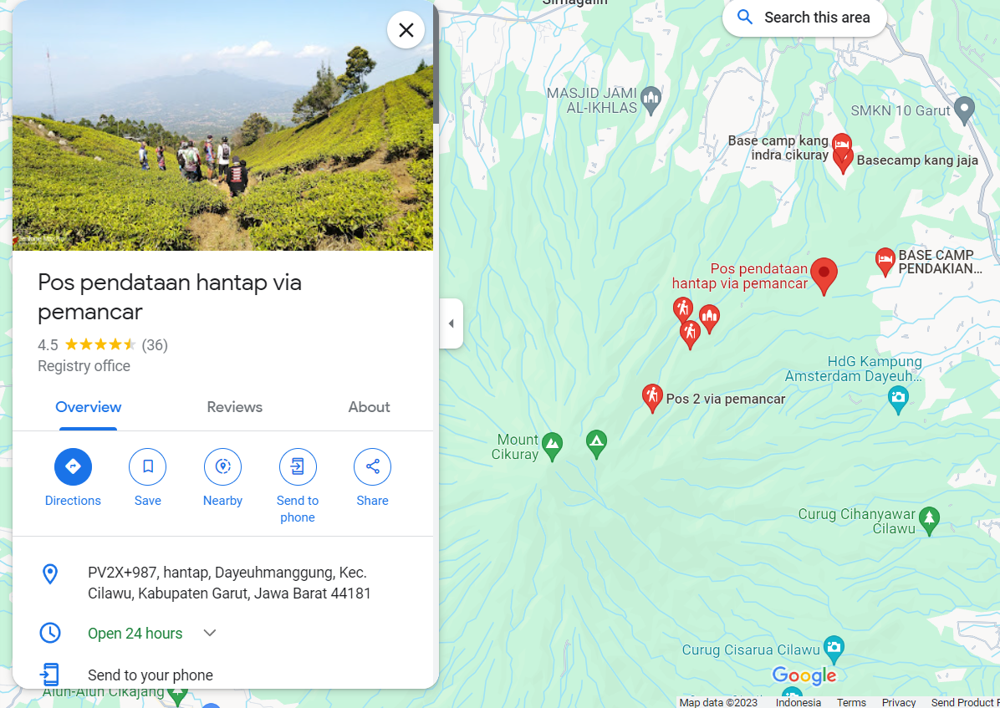 Pos pendataan hantap via
pemancar
4.5
(36)
Registry office
Overview
Reviews
About
Directions
Save
Nearby
Send to
phone
Share
PV2X+987, hantap, Dayeuhmanggung, Kec.
Cilawu, Kabupaten Garut, Jawa Barat 44181
Open 24 hours
Send to your phone
Alun-Alun Cikajang
Search this area
MASJID JAMI
AL-IKHLAS
SMKN 10 Garut
Base camp kang
indra cikuray
Basecamp kang jaja
BASE CAMP
PENDAKIAN...
Pos pendataan
hantap via pemancar
HdG Kampung
Amsterdam Dayeuh...
Pos 2 via pemancar
Mount
Cikuray
Curug Cihanyawar
Cilawu
Curug Cisarua Cilawu
Google
Map data ©2023
Indonesia
Terms
Privacy
Send Product